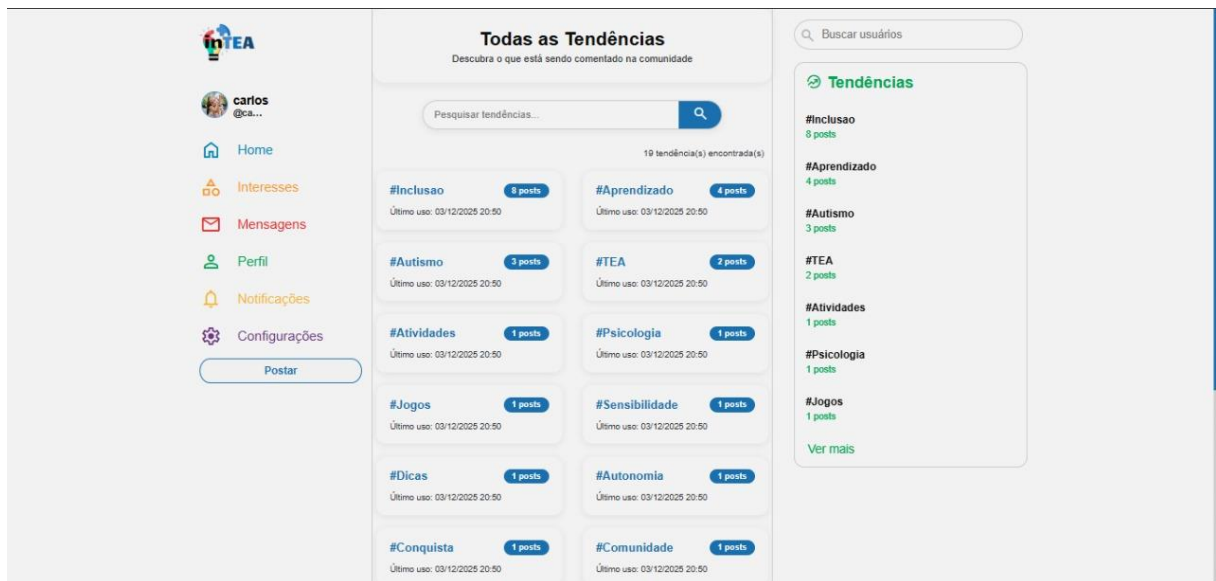 inTEA
carlos
@ca...
Home
Interesses
Mensagens
Perfil
Notificações
Configurações
Postar
Todas as Tendências
Descubra o que está sendo comentado na comunidade
Pesquisar tendências...
19 tendência(s) encontrada(s)
#Inclusao 8 posts
Último uso: 03/12/2025 20:50
#Aprendizado 4 posts
Último uso: 03/12/2025 20:50
#Autismo 3 posts
Último uso: 03/12/2025 20:50
#TEA 2 posts
Último uso: 03/12/2025 20:50
#Atividades 1 posts
Último uso: 03/12/2025 20:50
#Psicologia 1 posts
Último uso: 03/12/2025 20:50
#Jogos 1 posts
Último uso: 03/12/2025 20:50
#Sensibilidade 1 posts
Último uso: 03/12/2025 20:50
#Dicas 1 posts
Último uso: 03/12/2025 20:50
#Autonomia 1 posts
Último uso: 03/12/2025 20:50
#Conquista 1 posts
Último uso: 03/12/2025 20:50
#Comunidade 1 posts
Último uso: 03/12/2025 20:50
Buscar usuários
Tendências
#Inclusao
8 posts
#Aprendizado
4 posts
#Autismo
3 posts
#TEA
2 posts
#Atividades
1 posts
#Psicologia
1 posts
#Jogos
1 posts
Ver mais